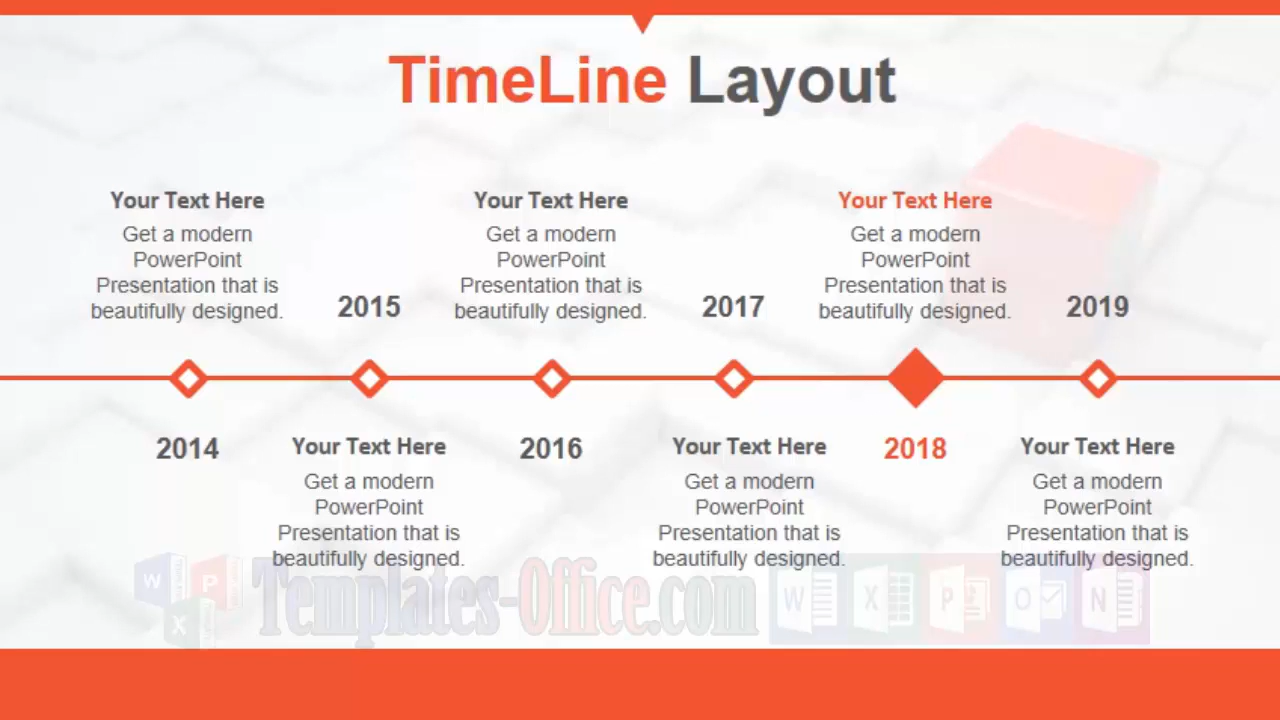 TimeLine Layout
Your Text Here
Get a modern
PowerPoint
Presentation that is
beautifully designed.
2014
2015
Your Text Here
Get a modern
PowerPoint
Presentation that is
beautifully designed.
Your Text Here
Get a modern
PowerPoint
Presentation that is
beautifully designed.
2016
2017
Your Text Here
Get a modern
PowerPoint
Presentation that is
beautifully designed.
Your Text Here
Get a modern
PowerPoint
Presentation that is
beautifully designed.
2018
2019
Your Text Here
Get a modern
PowerPoint
Presentation that is
beautifully designed.
W P X
Templates-Office.com
W X P O N